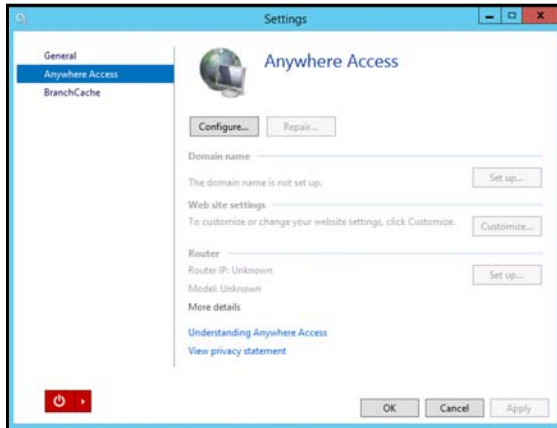 Settings
General
Anywhere Access
BranchCache
Anywhere Access
Configure...
Repair...
Domain name
The domain name is not set up.
Set up...
Web site settings
To customize or change your website settings, click Customize.
Customize...
Router
Router IP: Unknown
Set up...
Model: Unknown
More details
Understanding Anywhere Access
View privacy statement
OK
Cancel
Apply